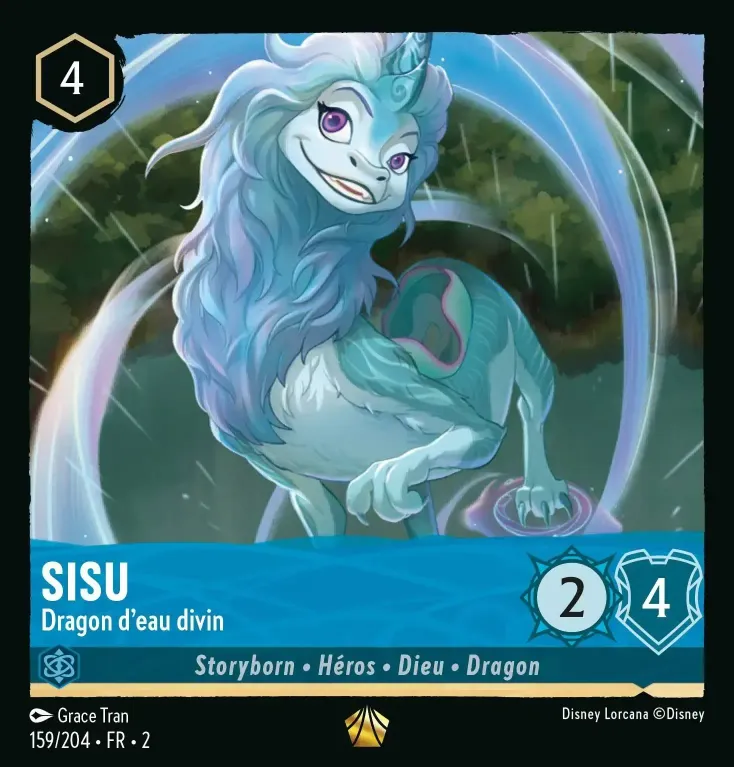 4
SISU
Dragon d'eau divin
2
4
Storyborn • Héros • Dieu • Dragon
Grace Tran
Disney Lorcana ©Disney
159/204 • FR • 2